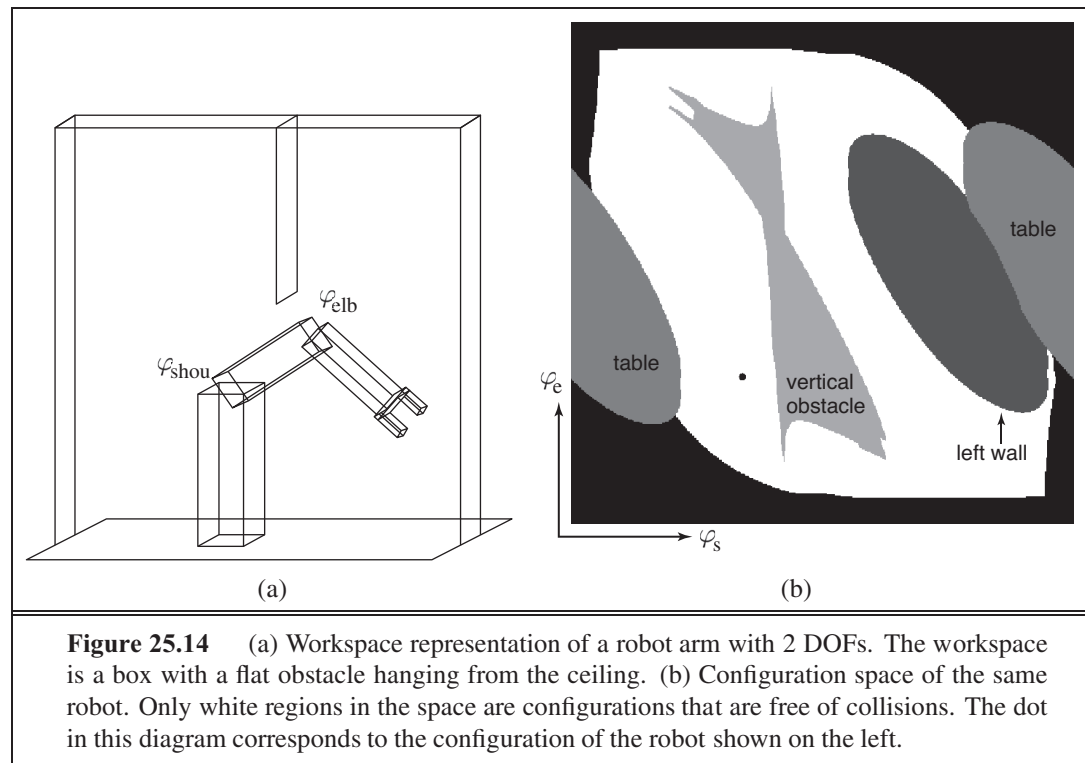 φelb
φshou
(a)
table
table
vertical
obstacle
left wall
φe
φs
(b)
Figure 25.14 (a) Workspace representation of a robot arm with 2 DOFs. The workspace
is a box with a flat obstacle hanging from the ceiling. (b) Configuration space of the same
robot. Only white regions in the space are configurations that are free of collisions. The dot
in this diagram corresponds to the configuration of the robot shown on the left.